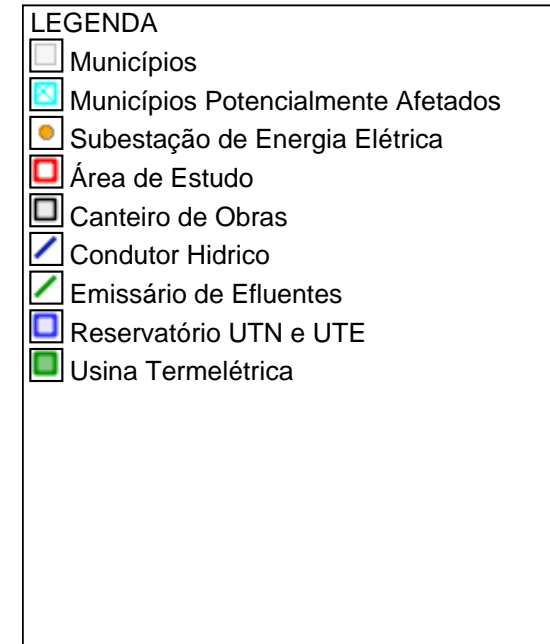 LEGENDA
Municípios
Municípios Potencialmente Afetados
Subestação de Energia Elétrica
Área de Estudo
Canteiro de Obras
Condutor Hidrico
Emissário de Efluentes
Reservatório UTN e UTE
Usina Termelétrica